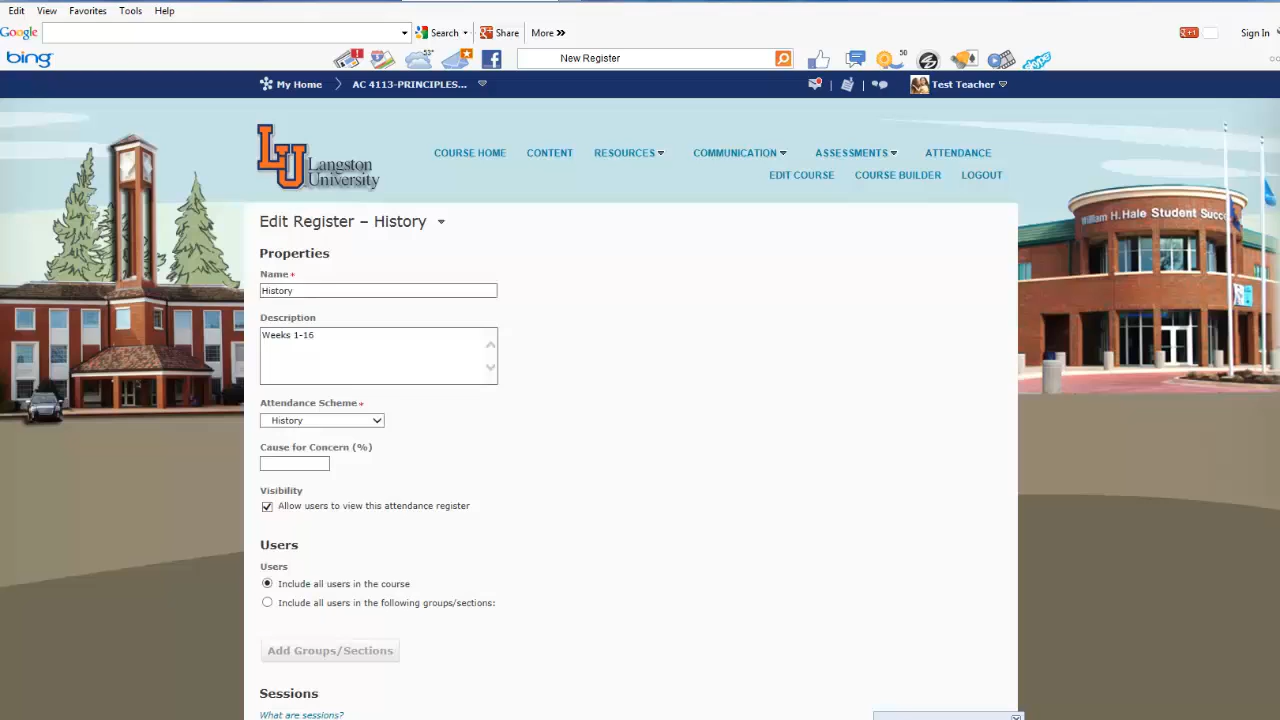 Edit View Favorites Tools Help
Google Search Share More » Sign In
bing 53° New Register 50 skype
My Home AC 4113-PRINCIPLES... Test Teacher
LU Langston University
COURSE HOME CONTENT RESOURCES COMMUNICATION ASSESSMENTS ATTENDANCE
EDIT COURSE COURSE BUILDER LOGOUT
William H. Hale Student Succ
Edit Register – History
Properties
Name *
History
Description
Weeks 1-16
Attendance Scheme *
History
Cause for Concern (%)
Visibility
Allow users to view this attendance register
Users
Users
Include all users in the course
Include all users in the following groups/sections:
Add Groups/Sections
Sessions
What are sessions?